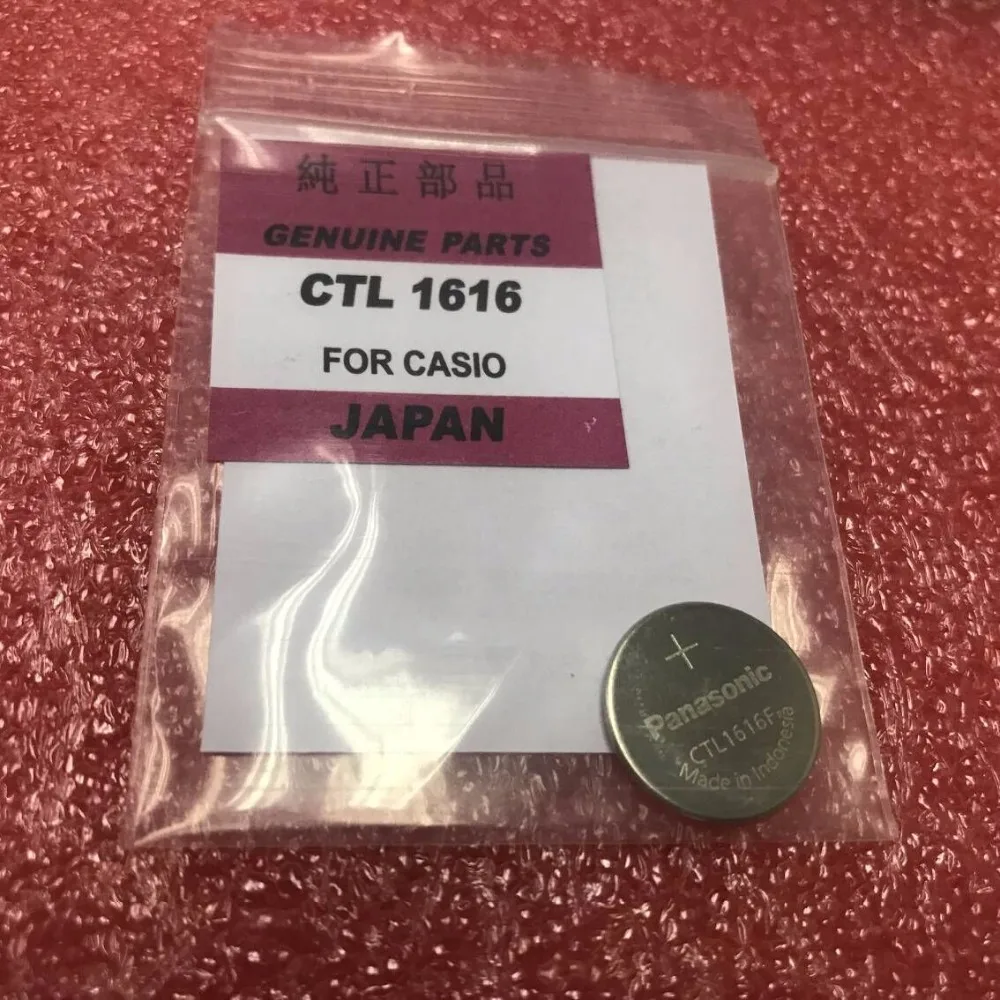 純正部品
GENUINE PARTS
CTL 1616
FOR CASIO
JAPAN
+
Panasonic
CTL1616F
Made in Indonesia